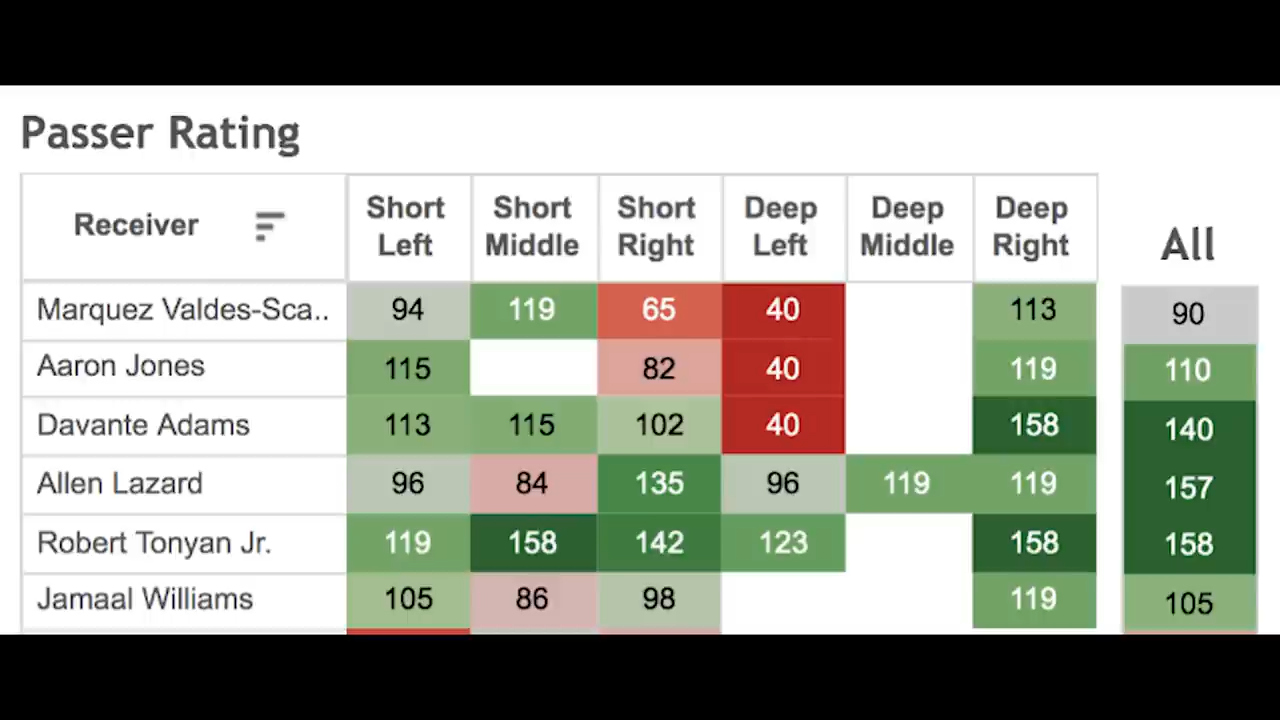 Passer Rating
Receiver Short Left Short Middle Short Right Deep Left Deep Middle Deep Right All
Marquez Valdes-Sca.. 94 119 65 40 113 90
Aaron Jones 115 82 40 119 110
Davante Adams 113 115 102 40 158 140
Allen Lazard 96 84 135 96 119 119 157
Robert Tonyan Jr. 119 158 142 123 158 158
Jamaal Williams 105 86 98 119 105